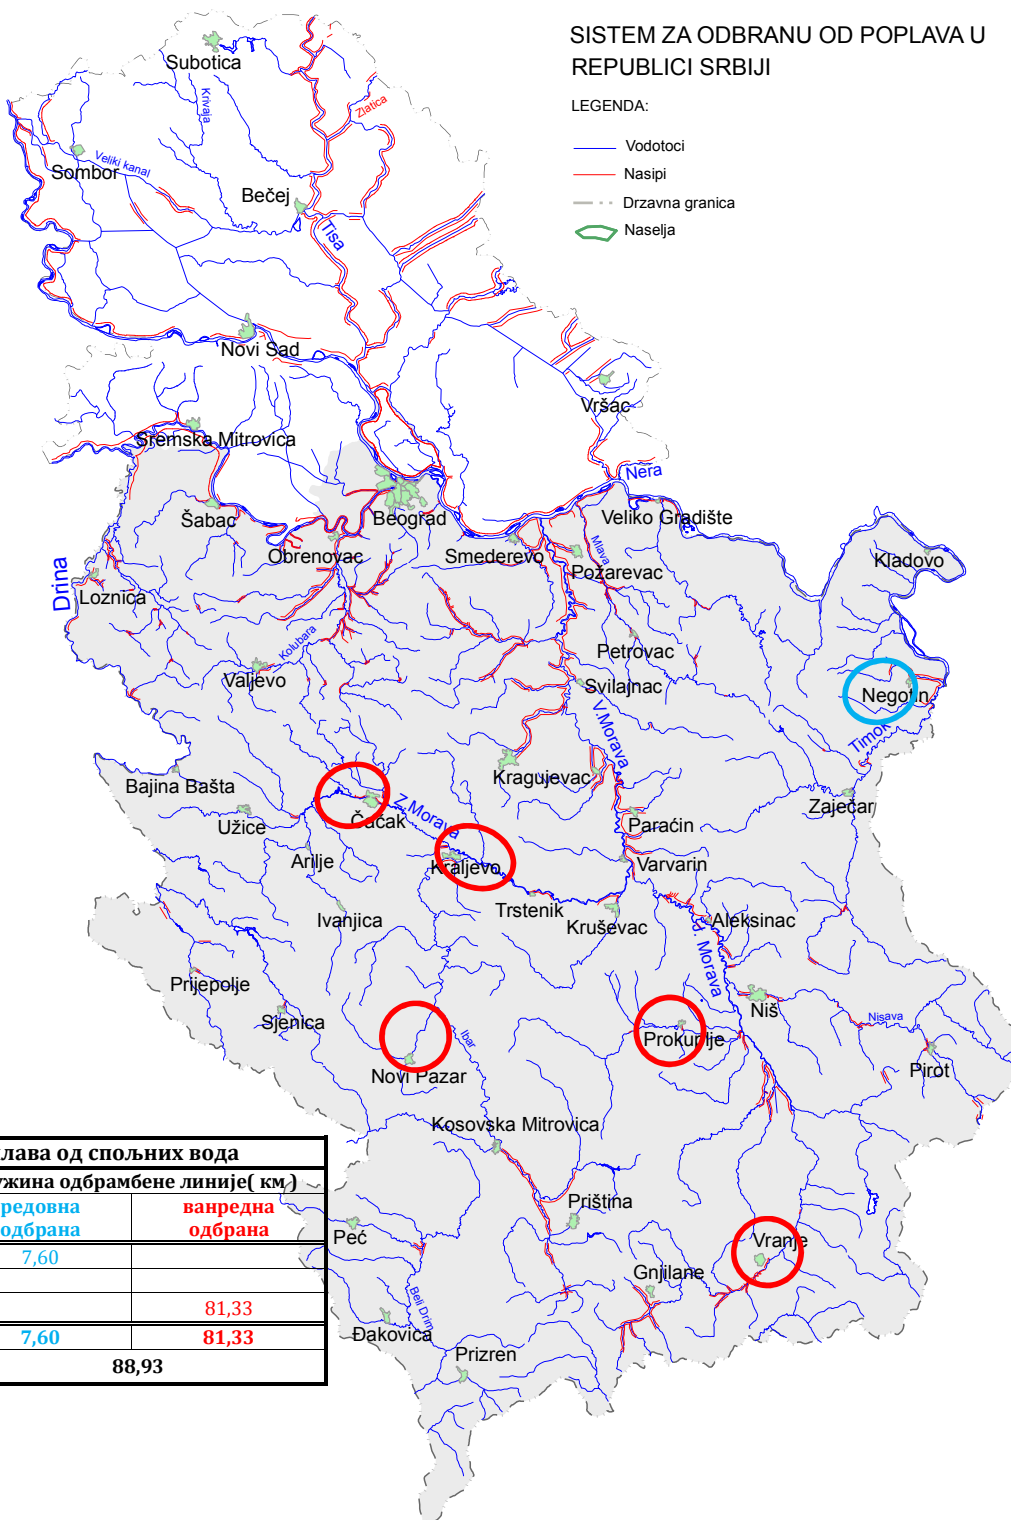 SISTEM ZA ODBRANU OD POPLAVA U
REPUBLICI SRBIJI
LEGENDA:
Vodotoci
Nasipi
Drzavna granica
Naselja
Subotica
Krivaja
Zlatica
Sombor
Veliki kanal
Bečej
Tisa
Novi Sad
Vršac
Sremska Mitrovica
Nera
Šabac
Beograd
Veliko Gradište
Obrenovac
Smederevo
Mlava
Požarevac
Kladovo
Drina
Loznica
Kolubara
Petrovac
Valjevo
Svilajnac
Negotin
V.Morava
Timok
Bajina Bašta
Kragujevac
Zaječar
Užice
Čačak
Z.Morava
Paraćin
Arilje
Kraljevo
Varvarin
Ivanjica
Trstenik
Kruševac
Aleksinac
J. Morava
Prijepolje
Sjenica
Niš
Nisava
Ibar
Prokuplje
Novi Pazar
Pirot
Kosovska Mitrovica
Priština
Peć
Vranje
Gnjilane
Beli Drim
Đakovica
Prizren
лава од спољних вода
жина одбрамбене линије( км)
редовна ванредна
одбрана одбрана
7,60
81,33
7,60 81,33
88,93